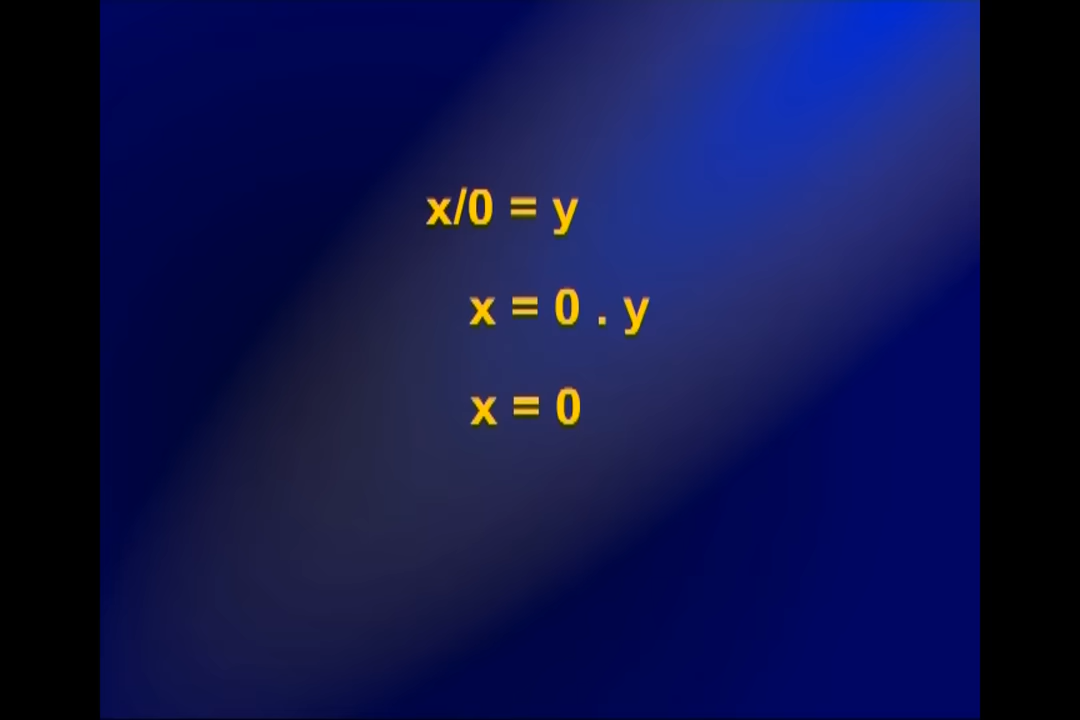 x/0 = y
x = 0 . y
x = 0